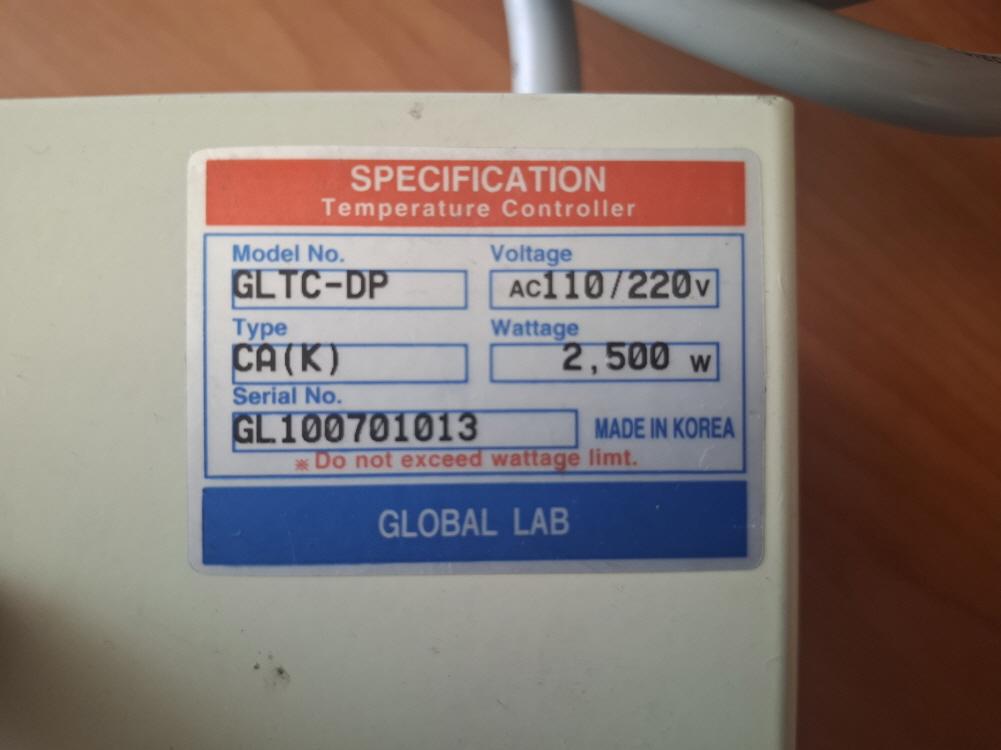 SPECIFICATION
Temperature Controller
Model No. Voltage
GLTC-DP AC110/220V
Type Wattage
CA(K) 2,500 W
Serial No.
GL100701013 MADE IN KOREA
※Do not exceed wattage limt.
GLOBAL LAB